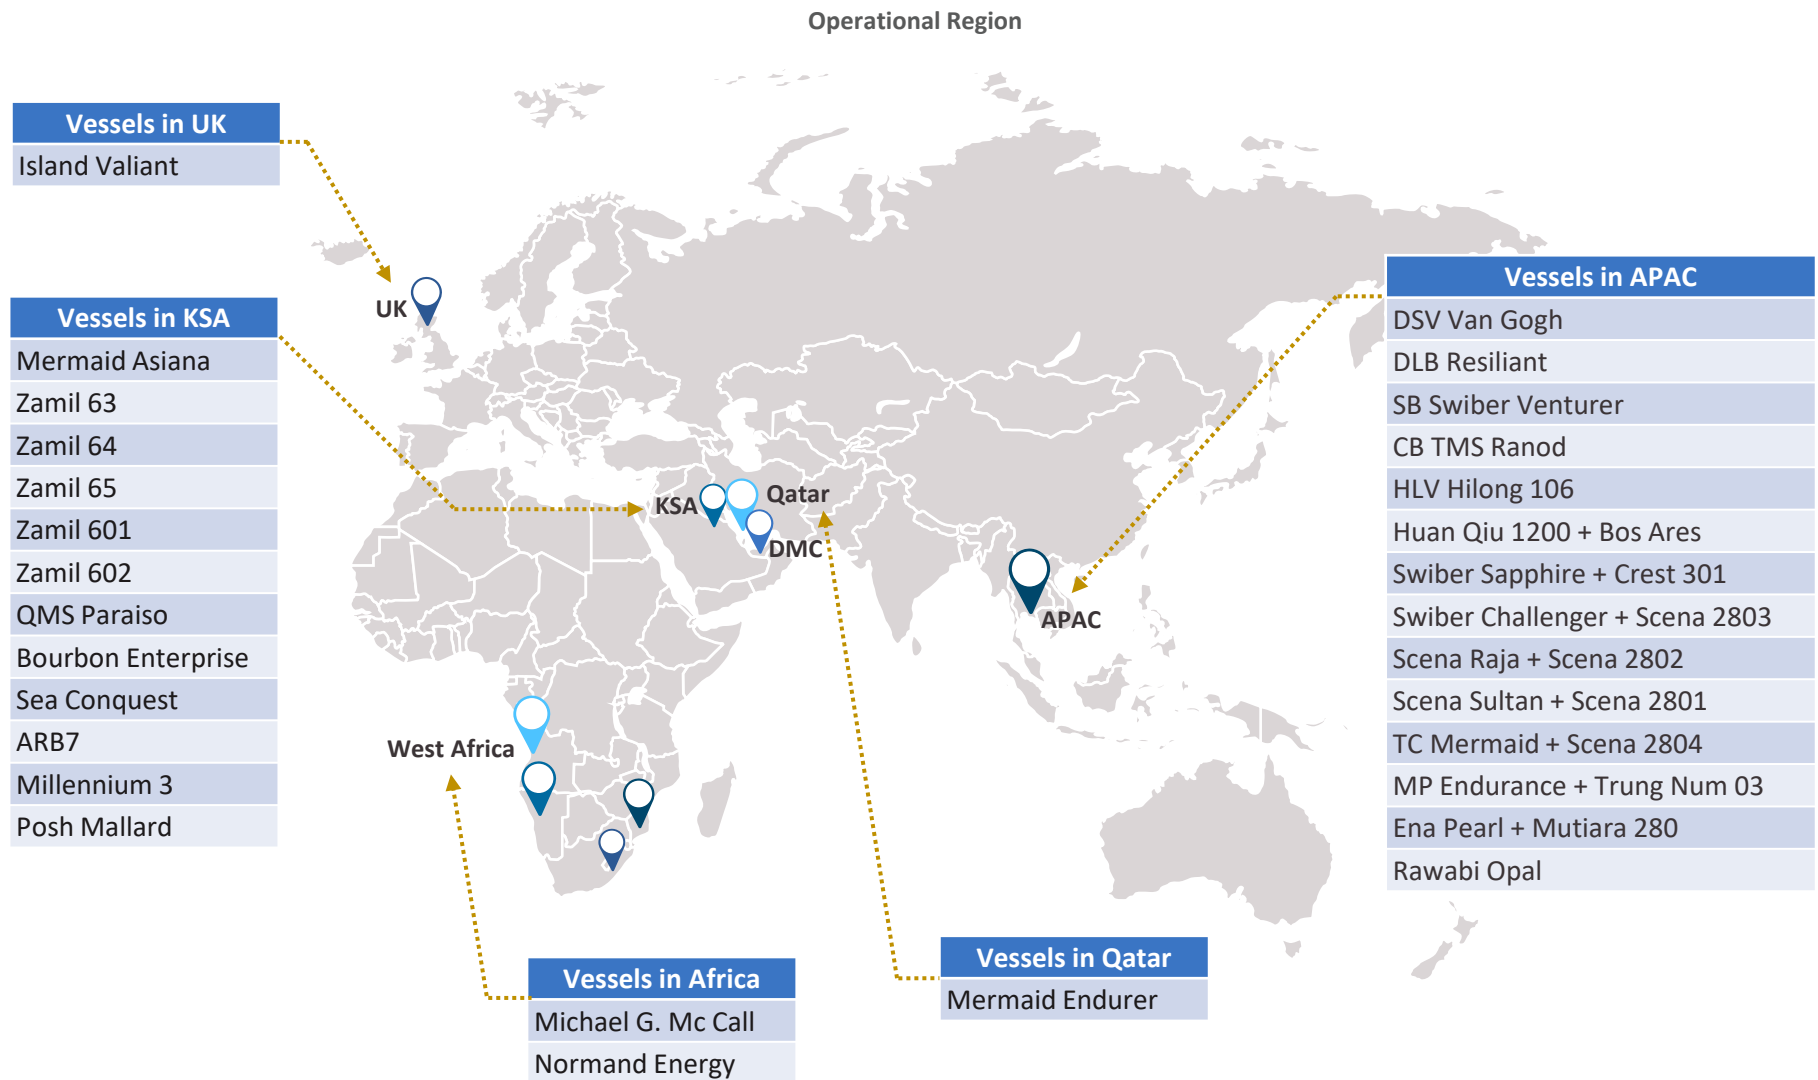 Operational Region
Vessels in UK
Island Valiant
UK
Vessels in KSA
Mermaid Asiana
Zamil 63
Zamil 64
Zamil 65
Zamil 601
Zamil 602
QMS Paraiso
Bourbon Enterprise
Sea Conquest
ARB7
Millennium 3
Posh Mallard
KSA
Qatar
DMC
APAC
West Africa
Vessels in APAC
DSV Van Gogh
DLB Resiliant
SB Swiber Venturer
CB TMS Ranod
HLV Hilong 106
Huan Qiu 1200 + Bos Ares
Swiber Sapphire + Crest 301
Swiber Challenger + Scena 2803
Scena Raja + Scena 2802
Scena Sultan + Scena 2801
TC Mermaid + Scena 2804
MP Endurance + Trung Num 03
Ena Pearl + Mutiara 280
Rawabi Opal
Vessels in Africa
Michael G. Mc Call
Normand Energy
Vessels in Qatar
Mermaid Endurer